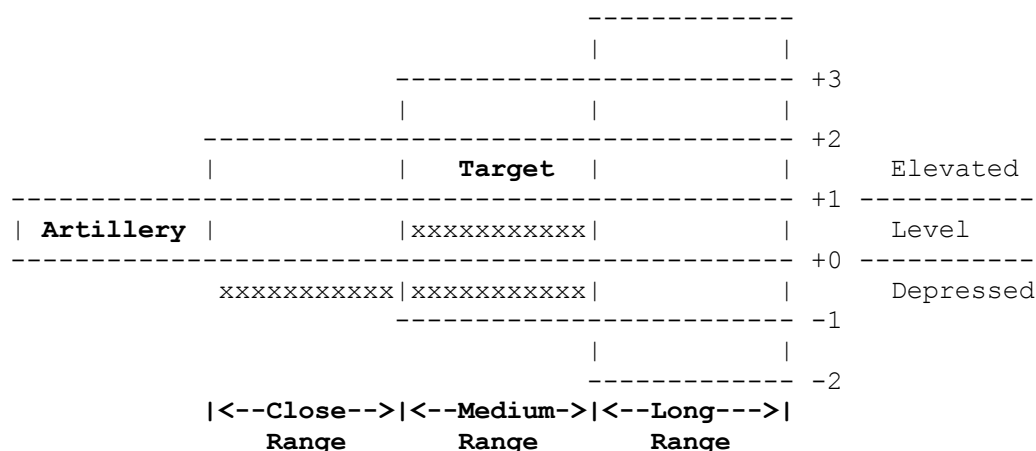 -------------
                                      |           |
                         -------------------------- +3
                         |            |           |
            --------------------------------------- +2
            |            |   Target   |           |      Elevated
--------------------------------------------------- +1 -----------
| Artillery |            |xxxxxxxxxxx|           |      Level
--------------------------------------------------- +0 -----------
             xxxxxxxxxxx|xxxxxxxxxxx|           |      Depressed
                         -------------------------- -1
                                      |           |
                                      ------------- -2
            |<--Close-->|<--Medium->|<--Long--->|
                Range       Range       Range